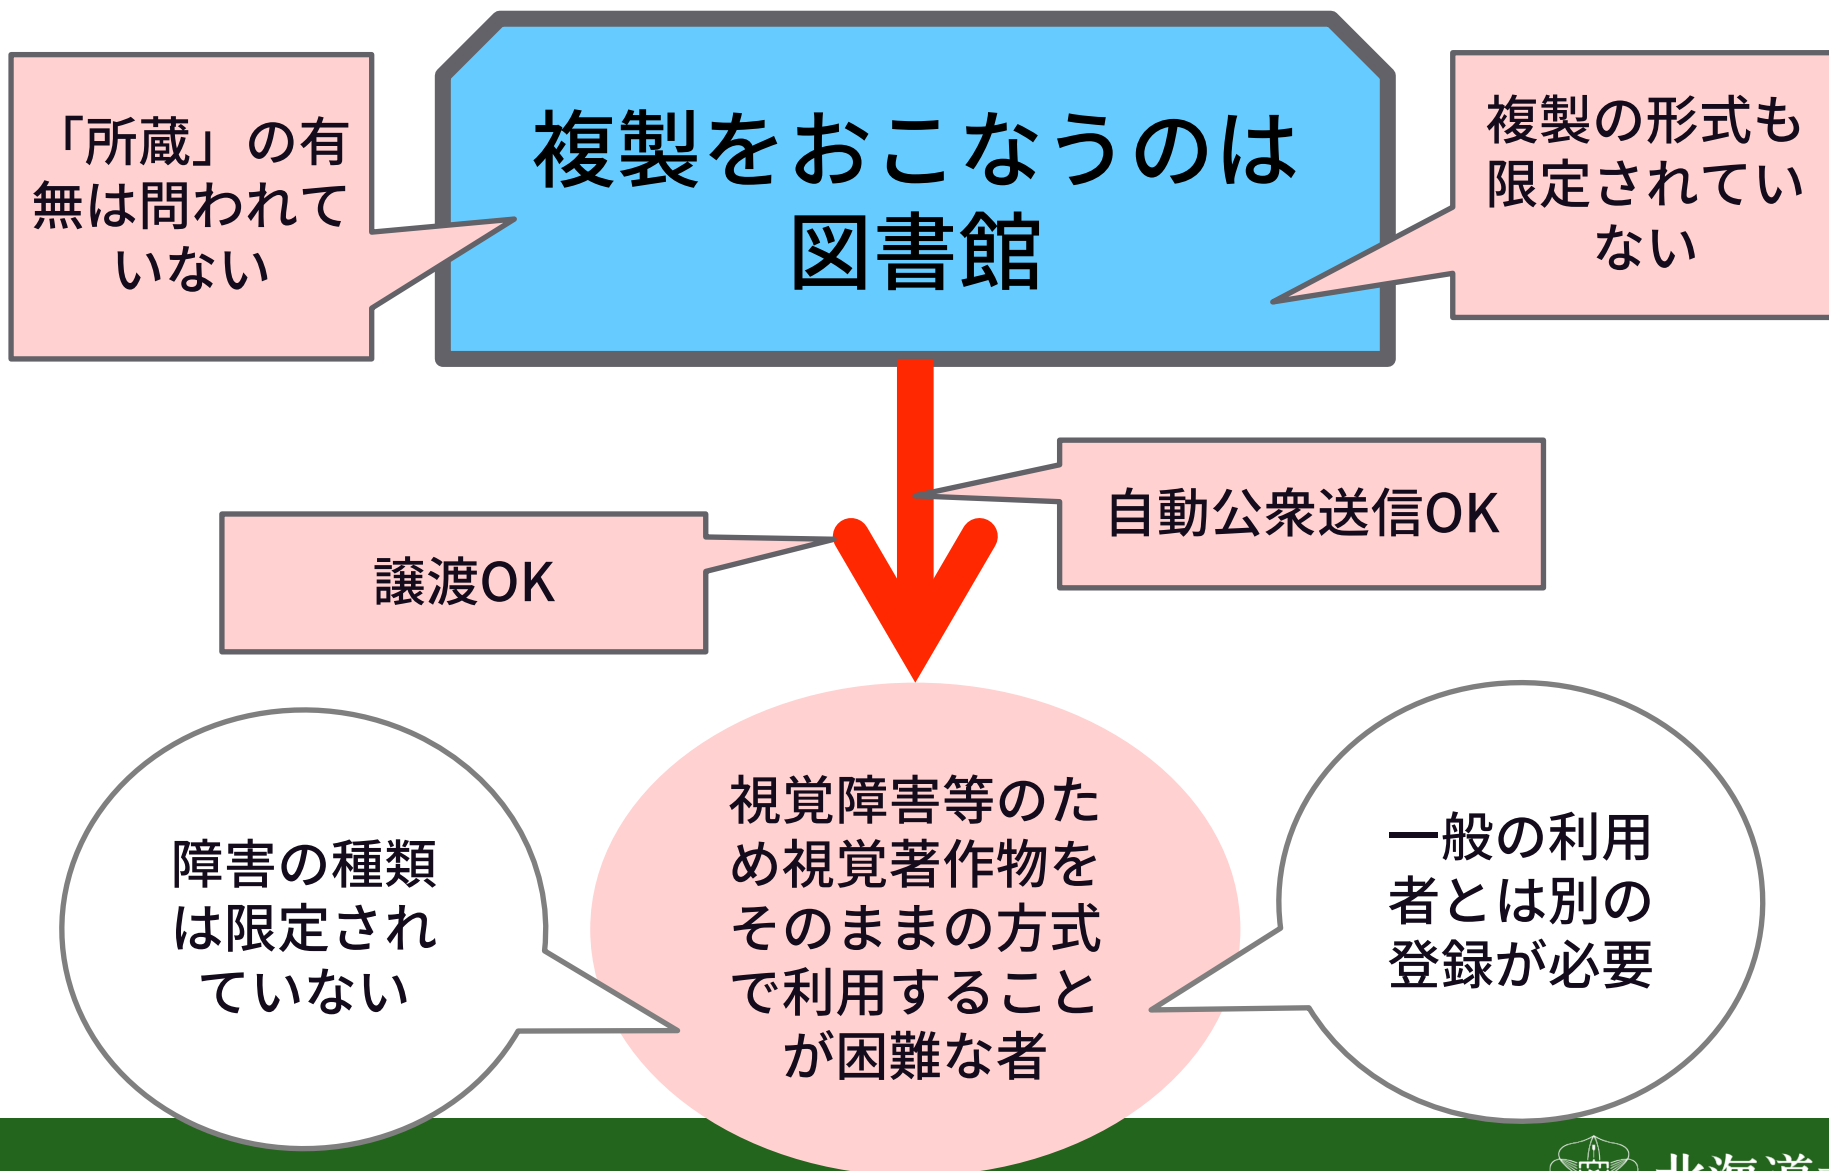 「所蔵」の有
無は問われて
いない
複製をおこなうのは
図書館
複製の形式も
限定されてい
ない
自動公衆送信OK
譲渡OK
障害の種類
は限定され
ていない
視覚障害等のた
め視覚著作物を
そのままの方式
で利用すること
が困難な者
一般の利用
者とは別の
登録が必要
北海道